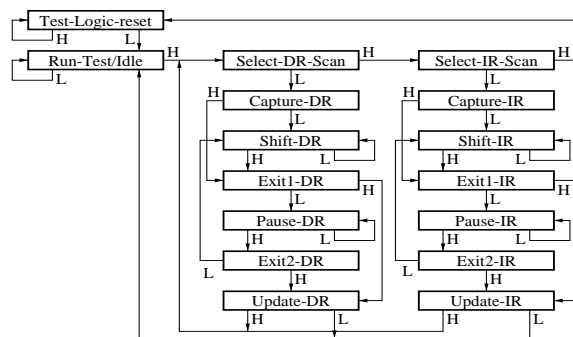 Test-Logic-reset
H L
Run-Test/Idle H Select-DR-Scan H Select-IR-Scan H
L L L
H Capture-DR H Capture-IR
L L
Shift-DR Shift-IR
H L H L
Exit1-DR H Exit1-IR H
L L
Pause-DR Pause-IR
H L H L
L Exit2-DR L Exit2-IR
H H
Update-DR Update-IR
H L H L